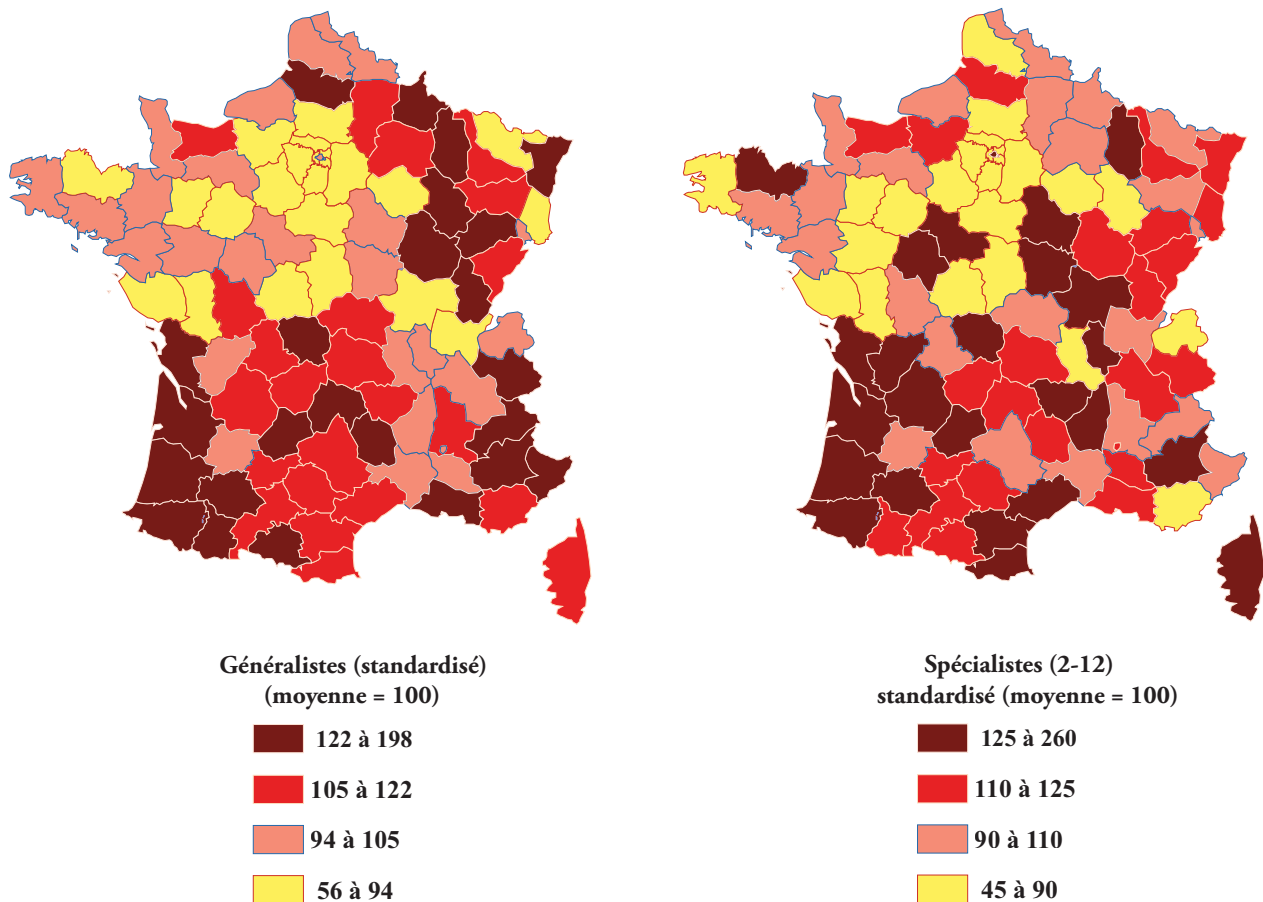 Généralistes (standardisé)
(moyenne = 100)
122 à 198
105 à 122
94 à 105
56 à 94
Spécialistes (2-12)
standardisé (moyenne = 100)
125 à 260
110 à 125
90 à 110
45 à 90